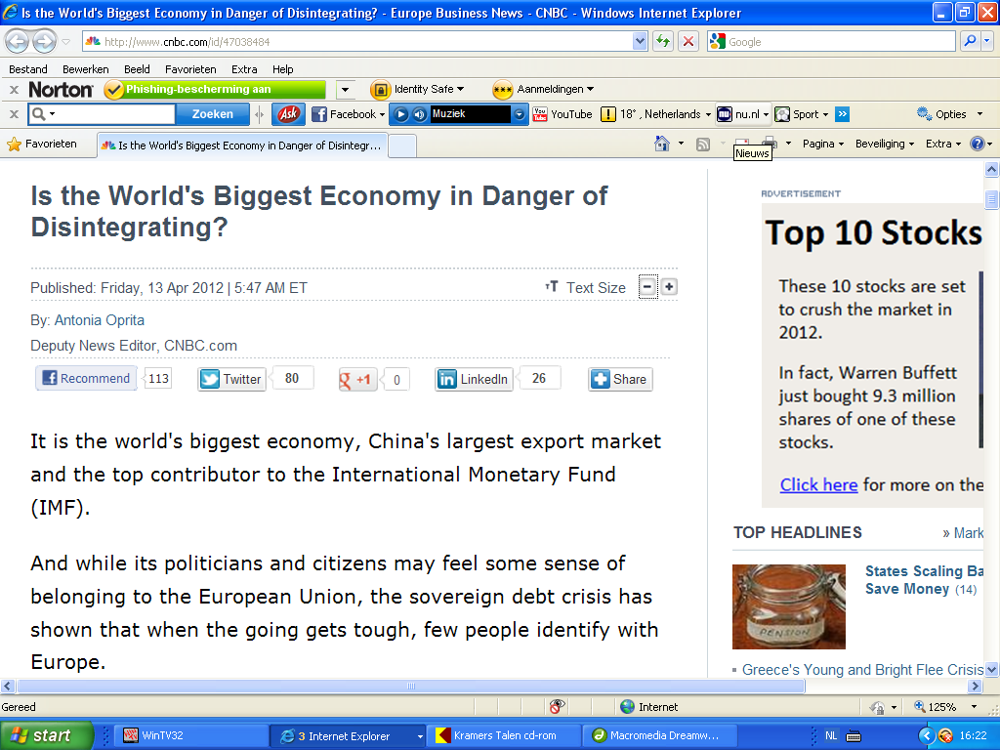 Is the World's Biggest Economy in Danger of Disintegrating? - Europe Business News - CNBC - Windows Internet Explorer
http://www.cnbc.com/id/47038484
Google
Bestand Bewerken Beeld Favorieten Extra Help
x Norton Phishing-bescherming aan Identity Safe Aanmeldingen
x Zoeken Ask Facebook Muziek YouTube 18° , Netherlands nu.nl Sport Opties
Favorieten Is the World's Biggest Economy in Danger of Disintegr... Pagina Beveiliging Extra
Nieuws
Is the World's Biggest Economy in Danger of
Disintegrating?
Published: Friday, 13 Apr 2012 | 5:47 AM ET
TT Text Size - +
By: Antonia Oprita
Deputy News Editor, CNBC.com
Recommend 113 Twitter 80 +1 0 LinkedIn 26 Share
It is the world's biggest economy, China's largest export market
and the top contributor to the International Monetary Fund
(IMF).
And while its politicians and citizens may feel some sense of
belonging to the European Union, the sovereign debt crisis has
shown that when the going gets tough, few people identify with
Europe.
ADVERTISEMENT
Top 10 Stocks
These 10 stocks are set
to crush the market in
2012.
In fact, Warren Buffett
just bought 9.3 million
shares of one of these
stocks.
Click here for more on the
TOP HEADLINES » Mark
PENSION
States Scaling Ba
Save Money (14)
Greece's Young and Bright Flee Crisis
Gereed Internet 125%
start WinTV32 3 Internet Explorer Kramers Talen cd-rom Macromedia Dreamw... NL 16:22